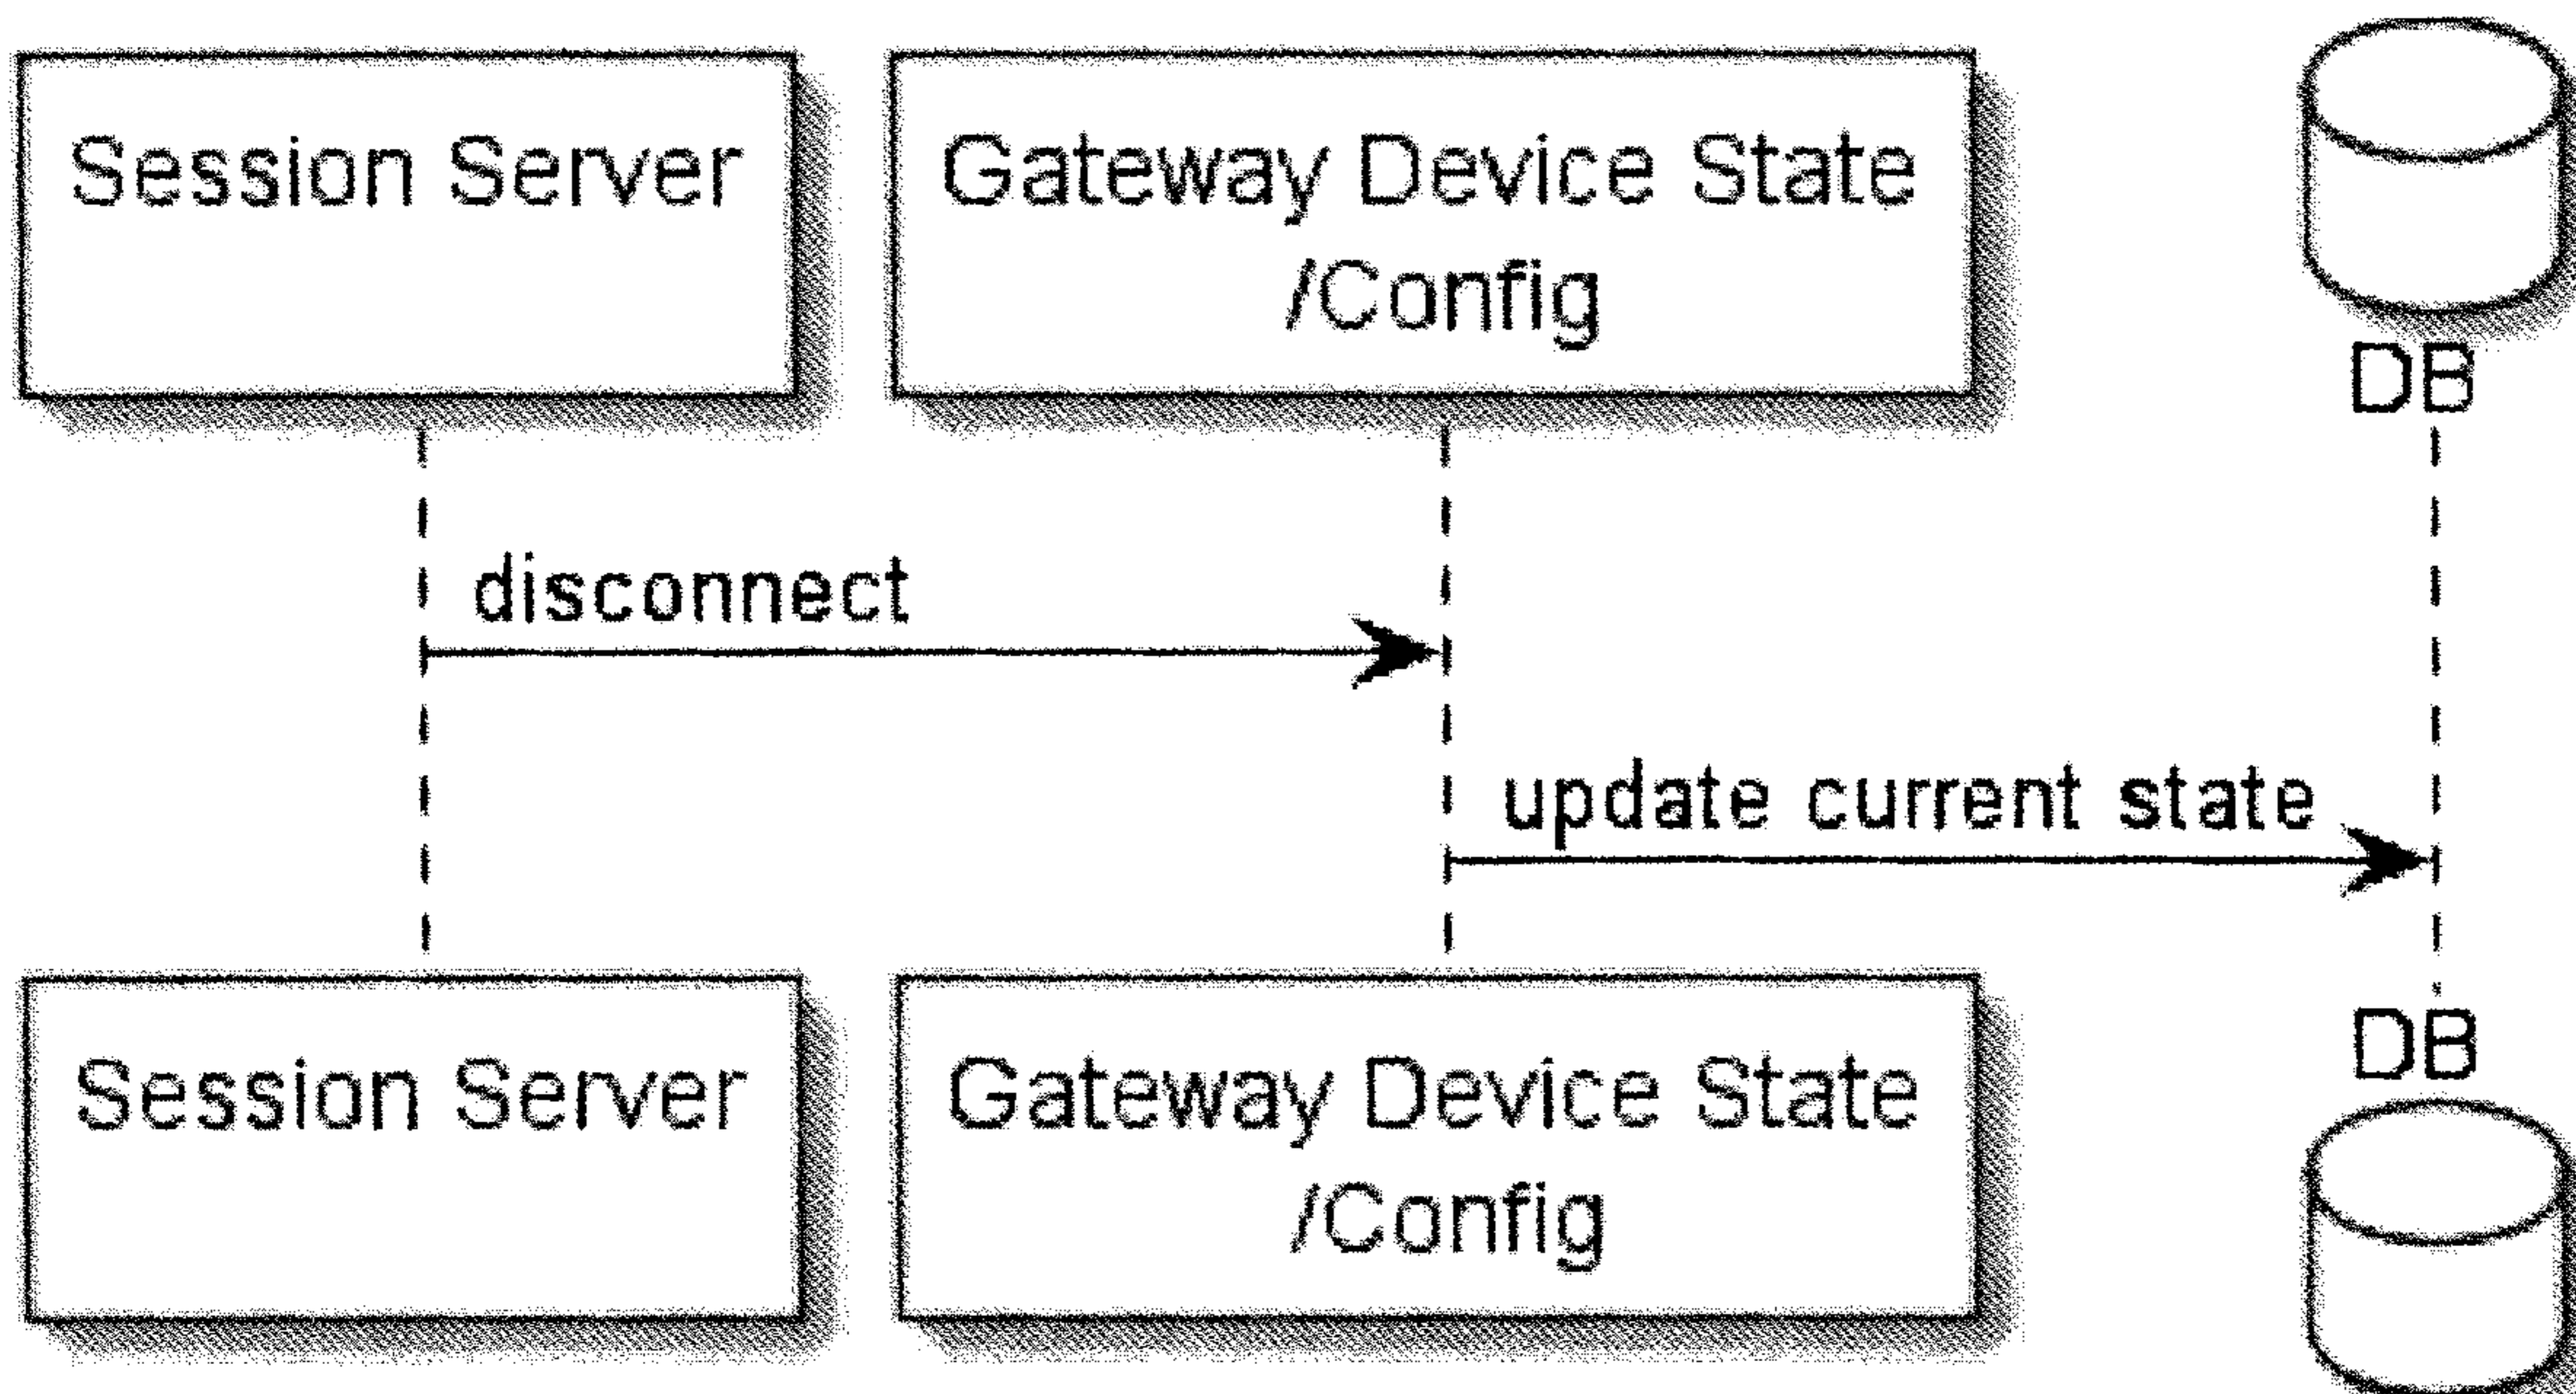 Session Server
Gateway Device State
/Config
DB
disconnect
update current state
Session Server
Gateway Device State
/Config
DB